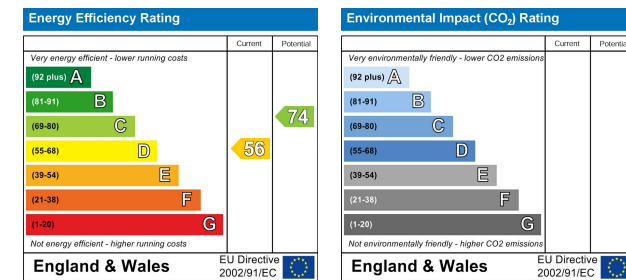 Energy Efficiency Rating
Current Potential
Very energy efficient - lower running costs
(92 plus) A
(81-91) B
(69-80) C
(55-68) D
(39-54) E
(21-38) F
(1-20) G
56
74
Not energy efficient - higher running costs
England & Wales
EU Directive
2002/91/EC
Environmental Impact (CO₂) Rating
Current Potentia
Very environmentally friendly - lower CO2 emissions
(92 plus) A
(81-91) B
(69-80) C
(55-68) D
(39-54) E
(21-38) F
(1-20) G
Not environmentally friendly - higher CO2 emissions
England & Wales
EU Directive
2002/91/EC